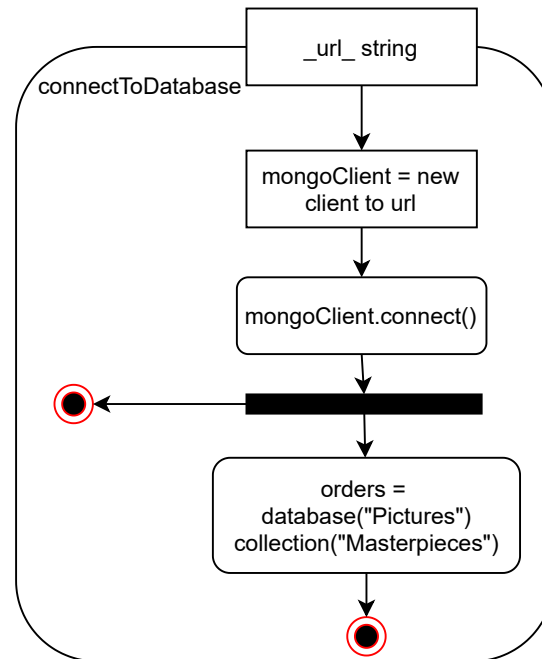 _url_ string
connectToDatabase
mongoClient = new
client to url
mongoClient.connect()
orders =
database("Pictures")
collection("Masterpieces")